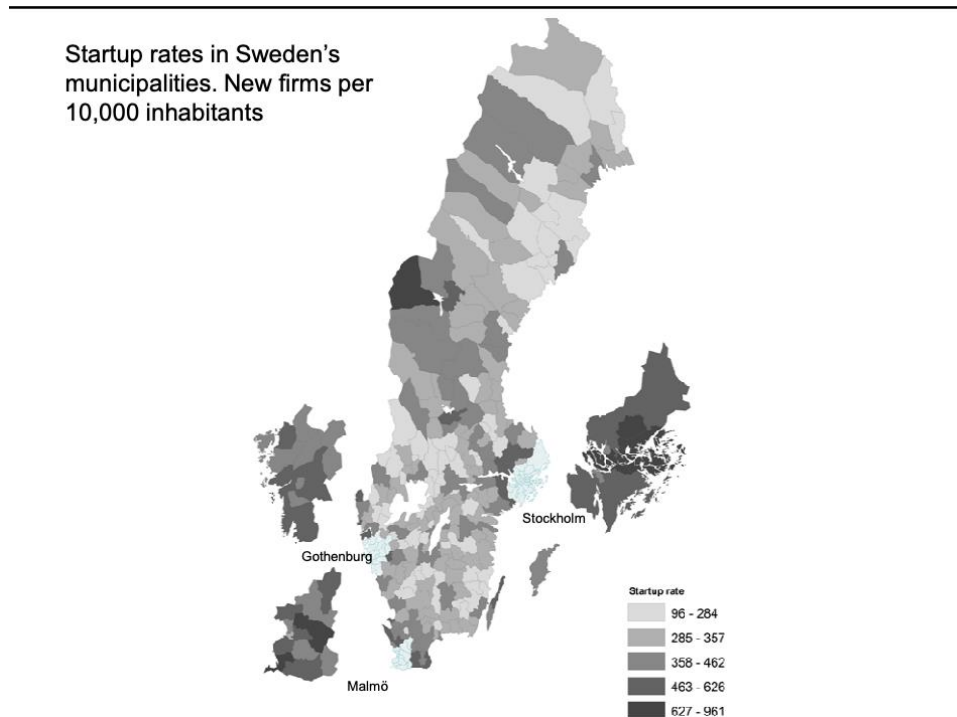 Startup rates in Sweden's
municipalities. New firms per
10,000 inhabitants
Stockholm
Gothenburg
Malmö
Startup rate
96 - 284
285 - 357
358 - 462
463 - 626
627 - 961